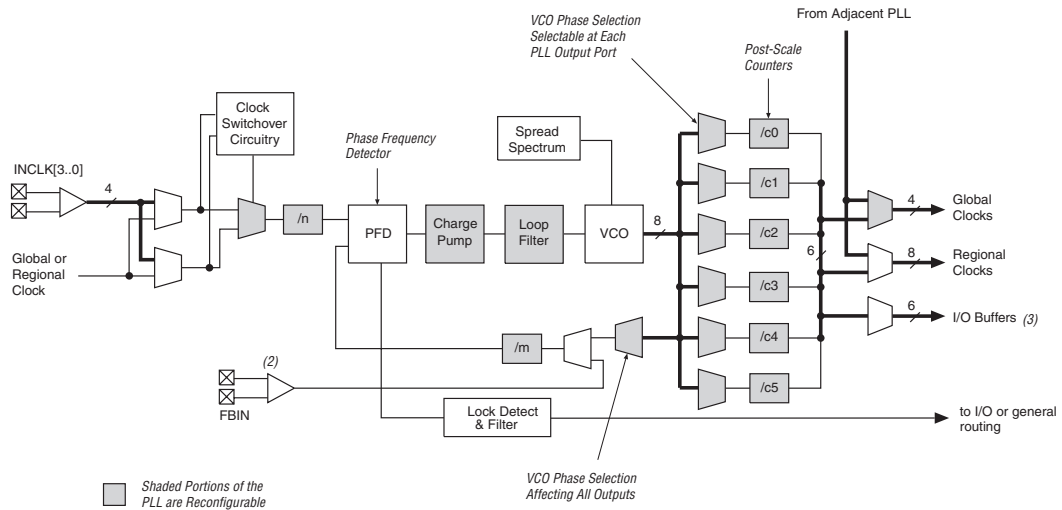 From Adjacent PLL
VCO Phase Selection
Selectable at Each
PLL Output Port
Post-Scale
Counters
Clock
Switchover
Circuitry
Phase Frequency
Detector
Spread
Spectrum
INCLK[3..0]
4
/n
PFD
Charge
Pump
Loop
Filter
VCO
8
/c0
/c1
/c2
/c3
/c4
/c5
6
4
Global
Clocks
8
Regional
Clocks
6
I/O Buffers (3)
Global or
Regional
Clock
/m
(2)
FBIN
Lock Detect
& Filter
to I/O or general
routing
VCO Phase Selection
Affecting All Outputs
Shaded Portions of the
PLL are Reconfigurable